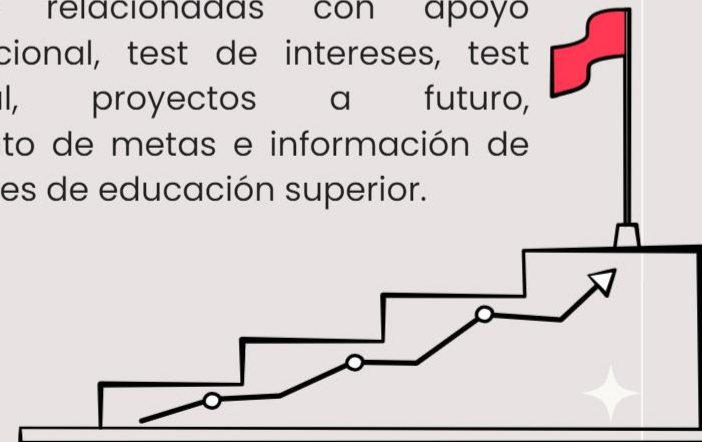 relacionadas con apoyo
cional, test de intereses, test
l, proyectos a futuro,
to de metas e información de
es de educación superior.